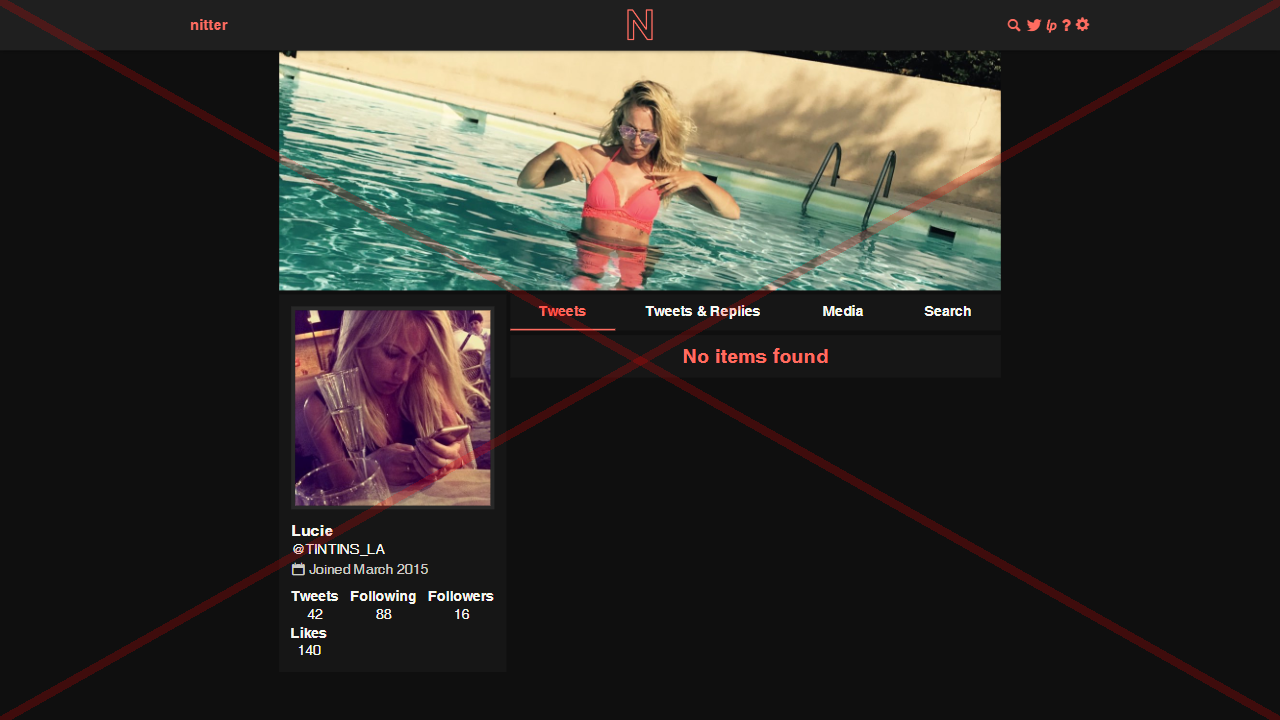 nitter
N
lp ?
Tweets
Tweets & Replies
Media
Search
No items found
Lucie
@TINTINS_LA
Joined March 2015
Tweets Following Followers
42 88 16
Likes
140